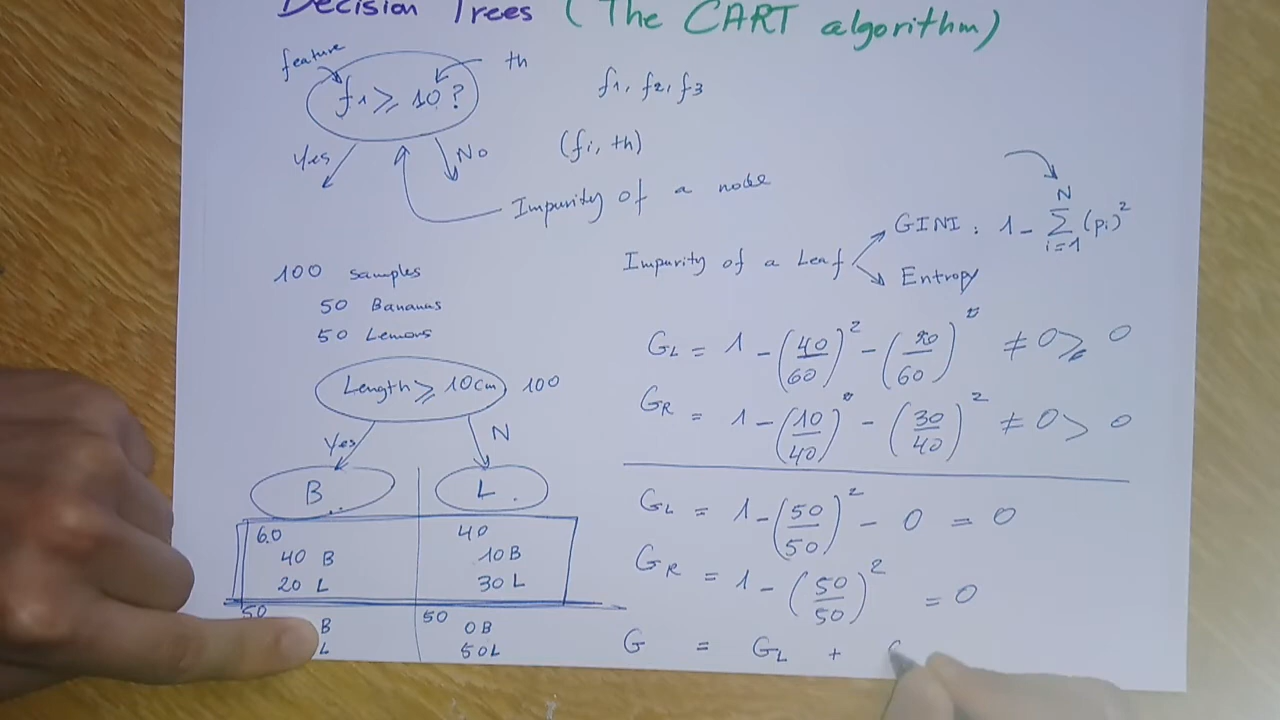 Decision Trees (The CART algorithm)
feature
th
f1 ≥ 10 ?
f1, f2, f3
Yes
No
(fi, th)
Impurity of a node
GINI : 1 - Σ (pi)²
N
i=1
Impurity of a Leaf
Entropy
100 samples
50 Bananas
50 Lemons
GL = 1 - (40/60)² - (20/60)² ≠ 0 ≥ 0
Length ≥ 10cm 100
GR = 1 - (10/40)² - (30/40)² ≠ 0 > 0
Yes
N
B..
L.
GL = 1 - (50/50)² - 0 = 0
60
40 B
20 L
40
10 B
30 L
GR = 1 - (50/50)² = 0
50
B
L
50
0B
50L
G = GL +